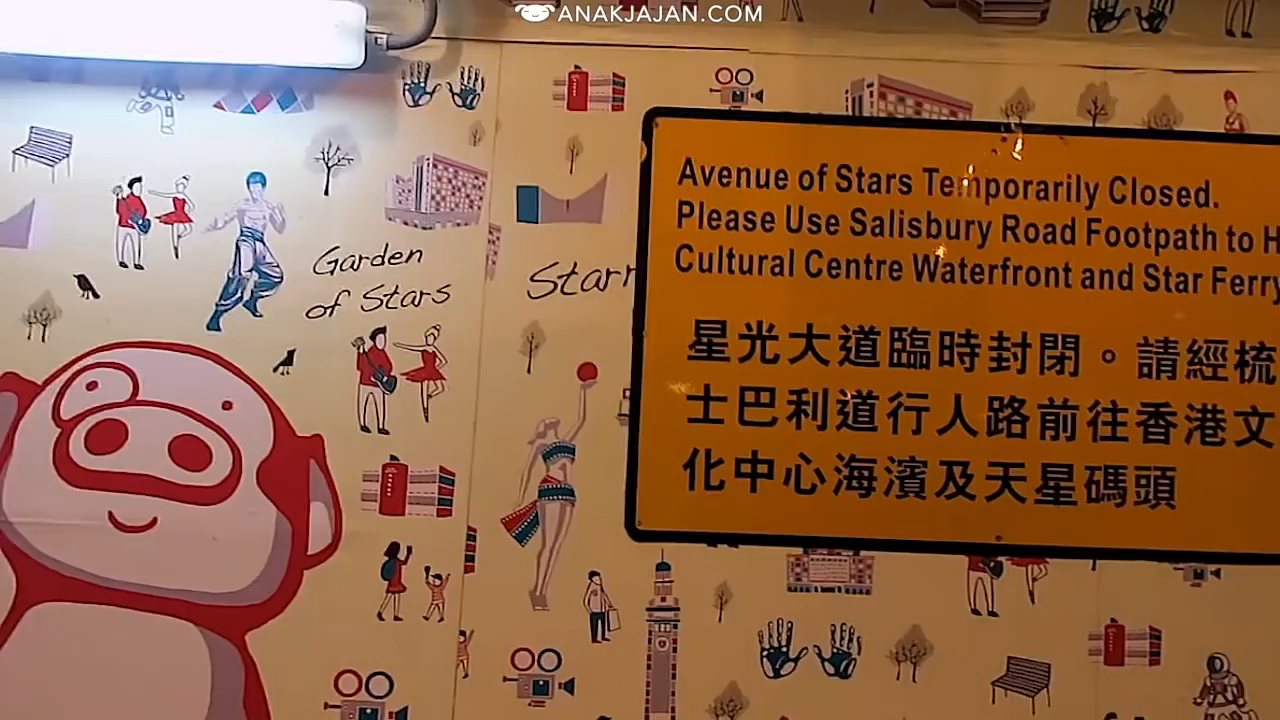 ANAKJAJAN.COM
Garden
of Stars
Starr
Avenue of Stars Temporarily Closed.
Please Use Salisbury Road Footpath to H
Cultural Centre Waterfront and Star Ferry
星光大道臨時封閉。請經梳
士巴利道行人路前往香港文
化中心海濱及天星碼頭